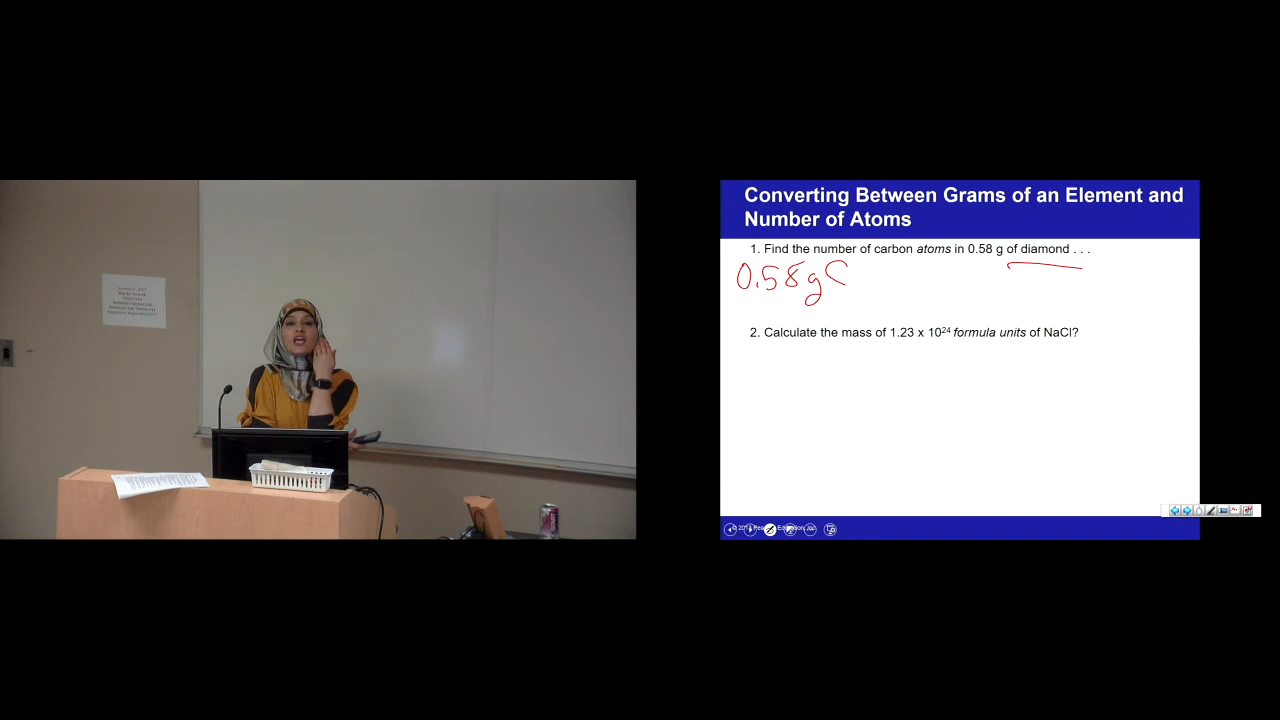 Converting Between Grams of an Element and
Number of Atoms
1. Find the number of carbon atoms in 0.58 g of diamond . . .
0.58 g C
2. Calculate the mass of 1.23 x 10²⁴ formula units of NaCl?